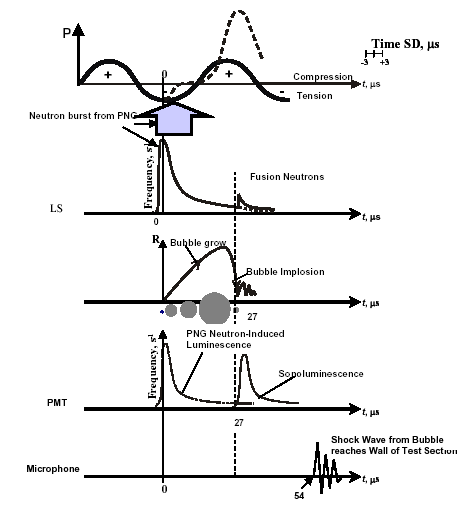 P
Time SD, µs
-3 +3
0
+
+
-
-
Compression
t, µs
Tension
Neutron burst from PNG
Frequency, s¹
Fusion Neutrons
LS
t, µs
0
R
Bubble grow
Bubble Implosion
t, µs
27
Frequency, s¹
PNG Neutron-Induced
Luminescence
Sonoluminescence
PMT
t, µs
27
Shock Wave from Bubble
reaches Wall of Test Section
Microphone
t, µs
54
0